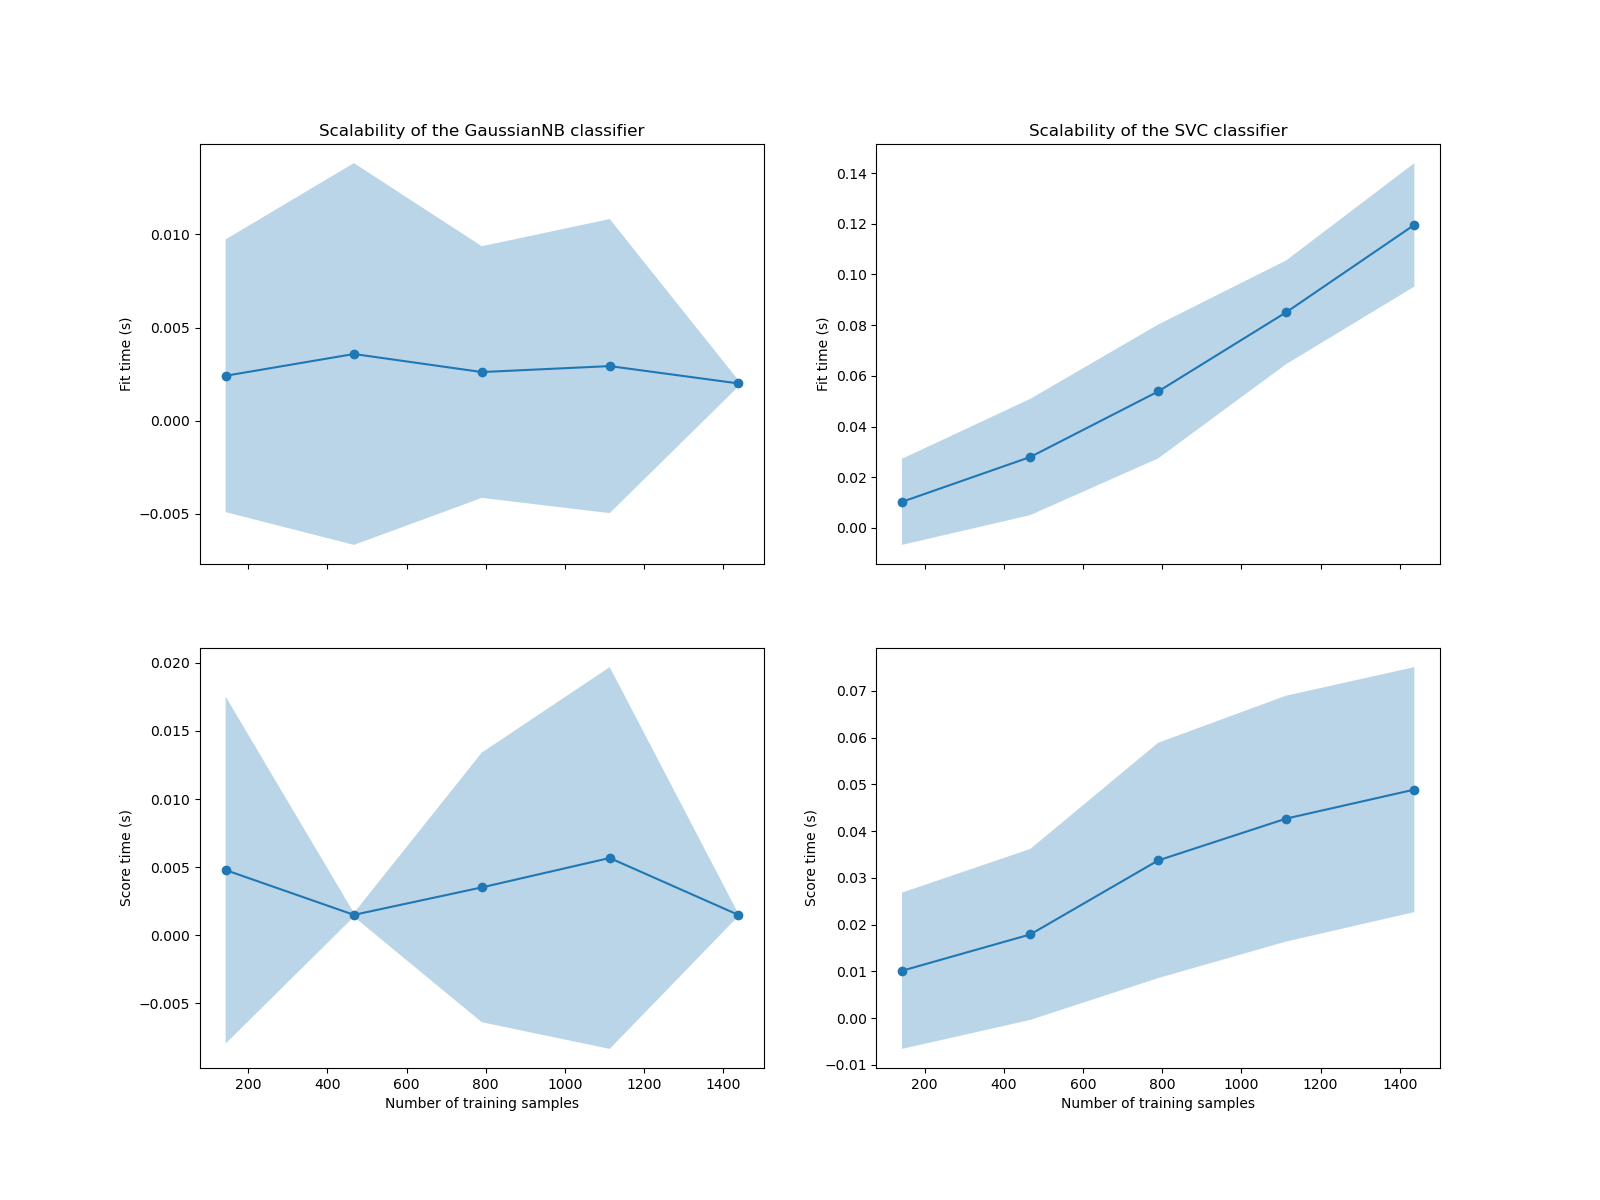 Scalability of the GaussianNB classifier
Fit time (s)
0.010
0.005
0.000
−0.005
Scalability of the SVC classifier
Fit time (s)
0.14
0.12
0.10
0.08
0.06
0.04
0.02
0.00
Score time (s)
0.020
0.015
0.010
0.005
0.000
−0.005
200 400 600 800 1000 1200 1400
Number of training samples
Score time (s)
0.07
0.06
0.05
0.04
0.03
0.02
0.01
0.00
−0.01
200 400 600 800 1000 1200 1400
Number of training samples